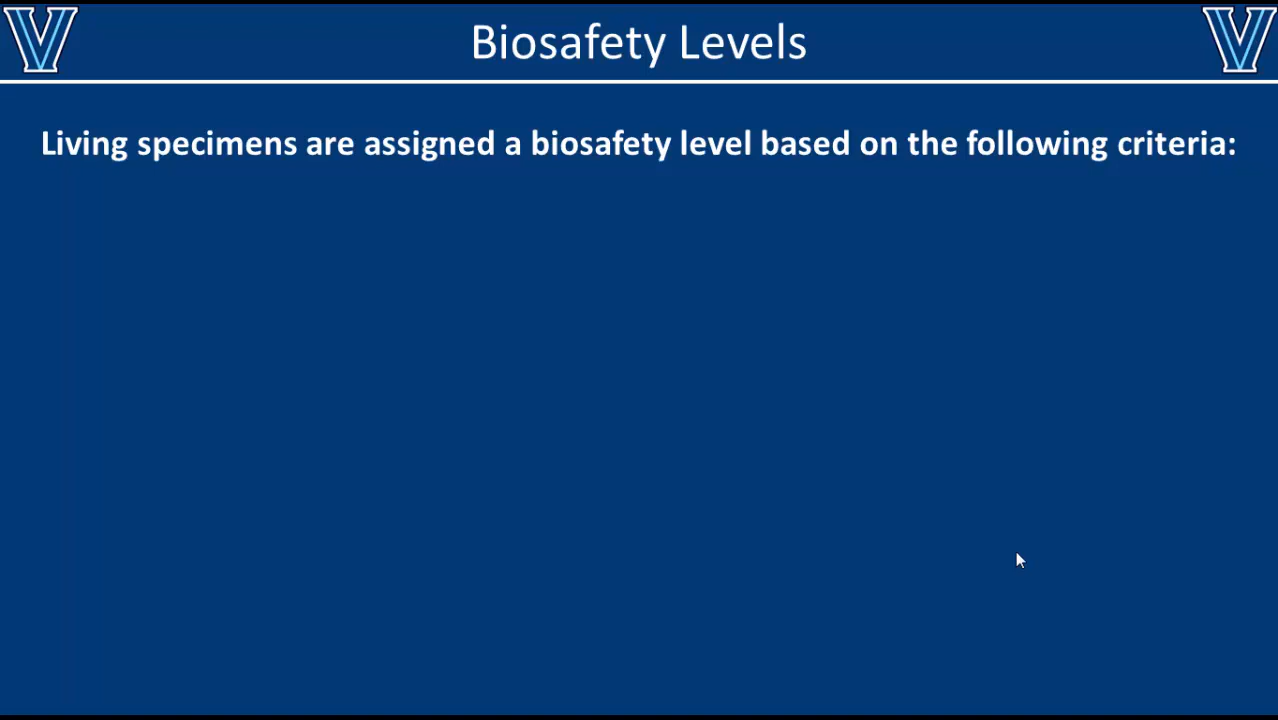 V V
Biosafety Levels
Living specimens are assigned a biosafety level based on the following criteria: